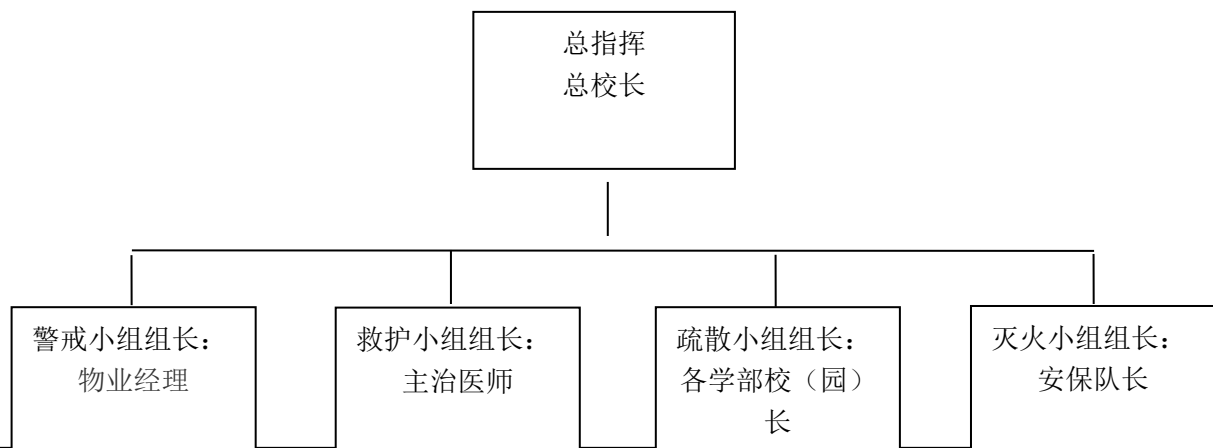 总指挥
总校长
警戒小组组长：
物业经理
救护小组组长：
主治医师
疏散小组组长：
各学部校（园）
长
灭火小组组长：
安保队长